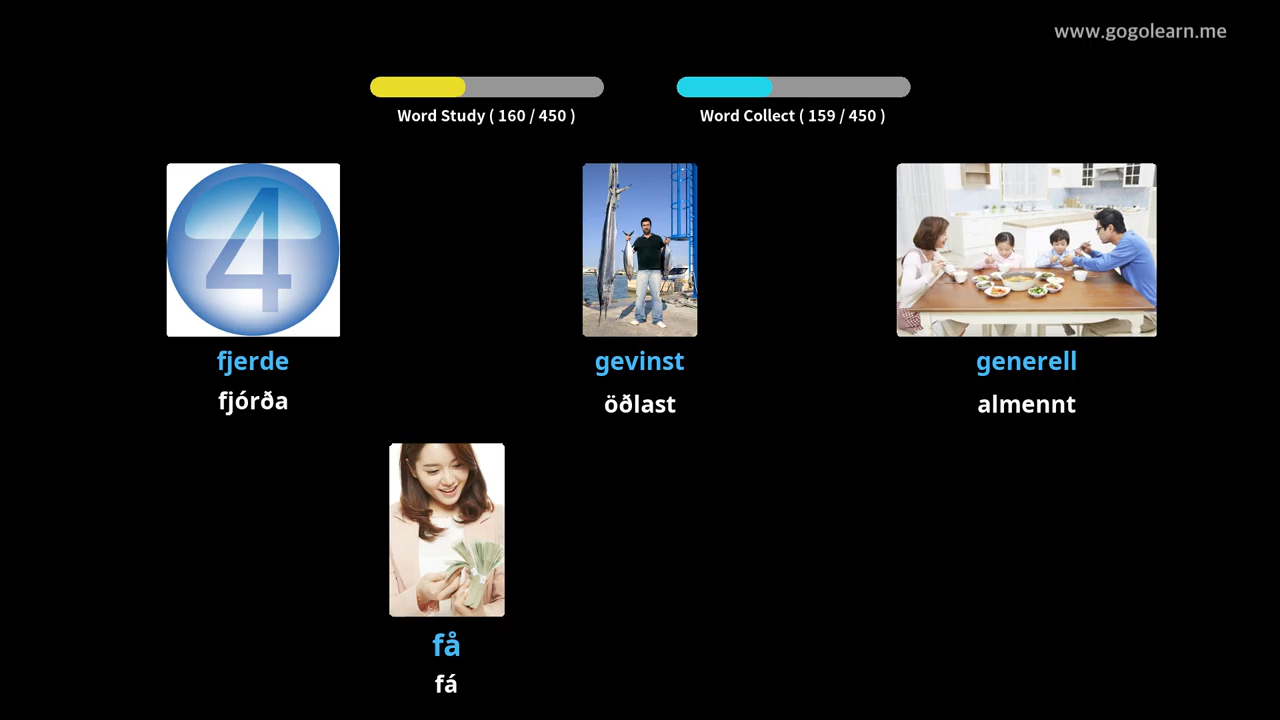 www.gogolearn.me
Word Study ( 160 / 450 )
Word Collect ( 159 / 450 )
4
fjerde
fjórða
gevinst
öðlast
generell
almennt
få
fá